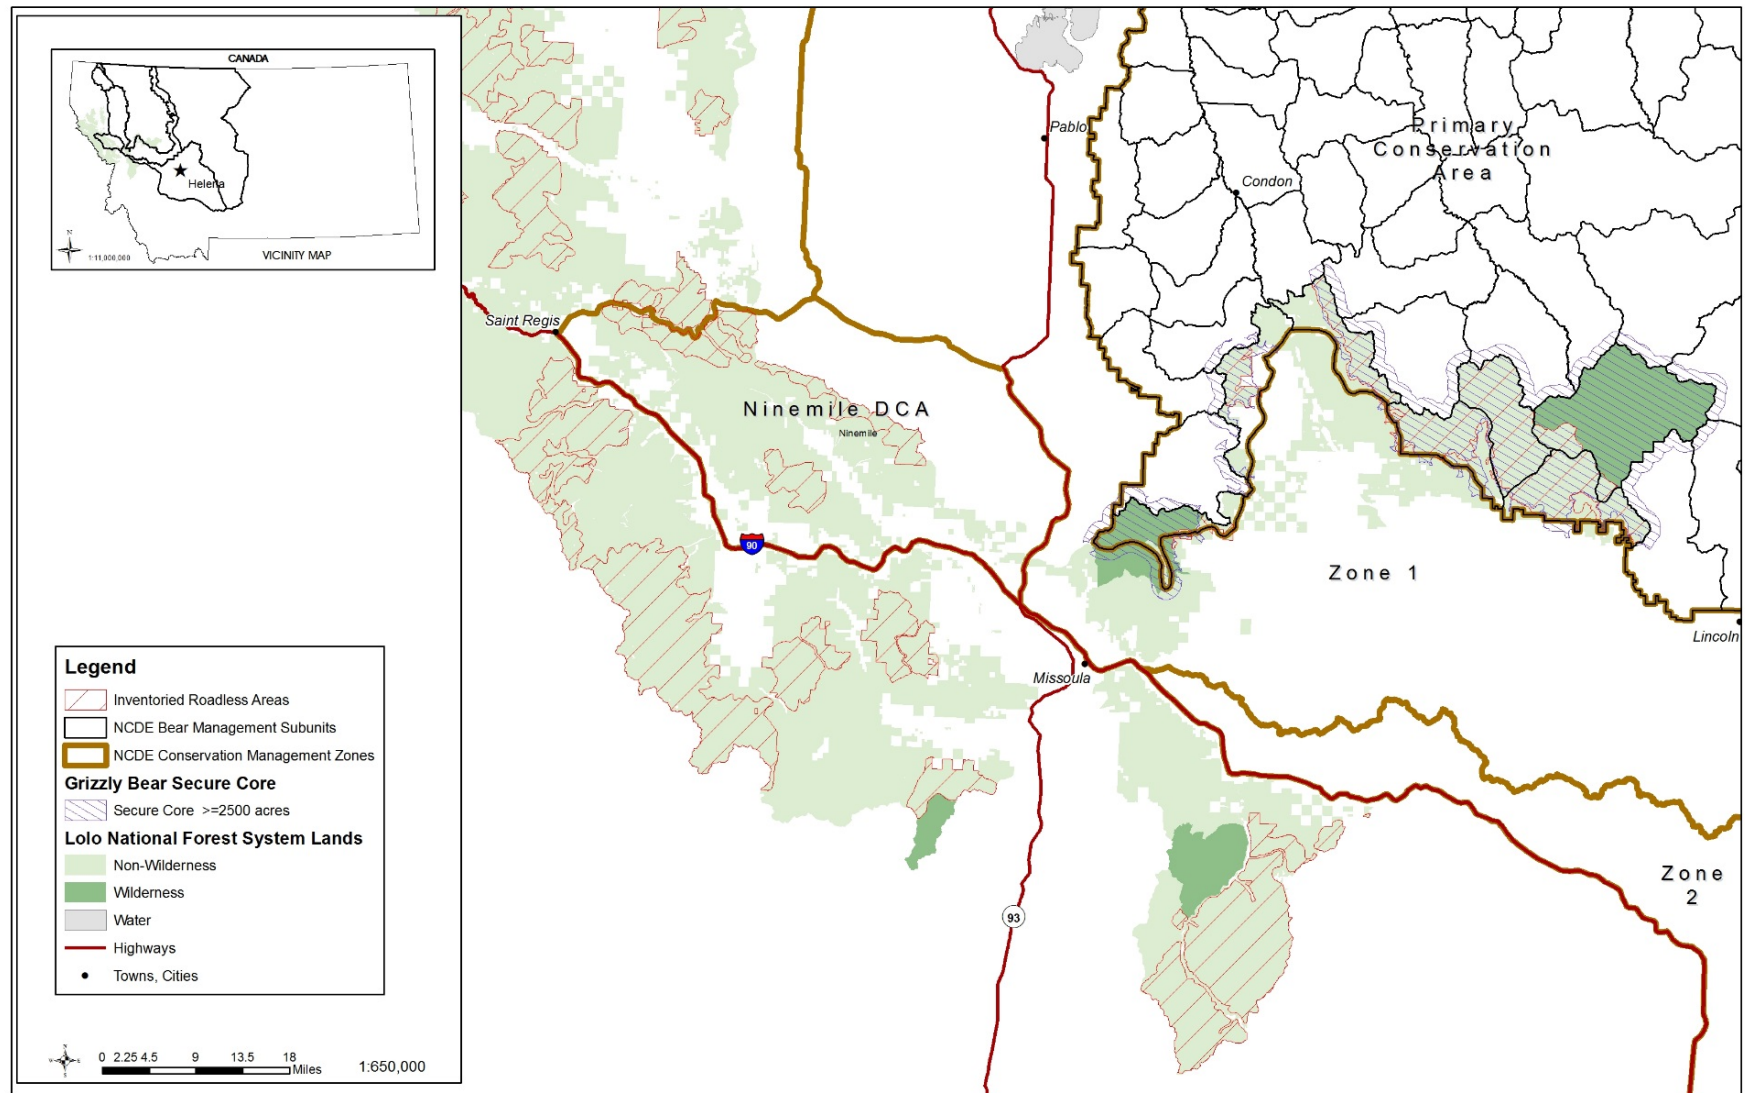 CANADA
Helena
N
1:11,000,000
VICINITY MAP
Legend
Inventoried Roadless Areas
NCDE Bear Management Subunits
NCDE Conservation Management Zones
Grizzly Bear Secure Core
Secure Core >=2500 acres
Lolo National Forest System Lands
Non-Wilderness
Wilderness
Water
Highways
Towns, Cities
N
W
E
S
0 2.25 4.5 9 13.5 18
Miles
1:650,000
Pablo
Primary
Conservation
Area
Condon
Saint Regis
Ninemile DCA
Ninemile
90
Zone 1
Lincoln
Missoula
Zone
2
93